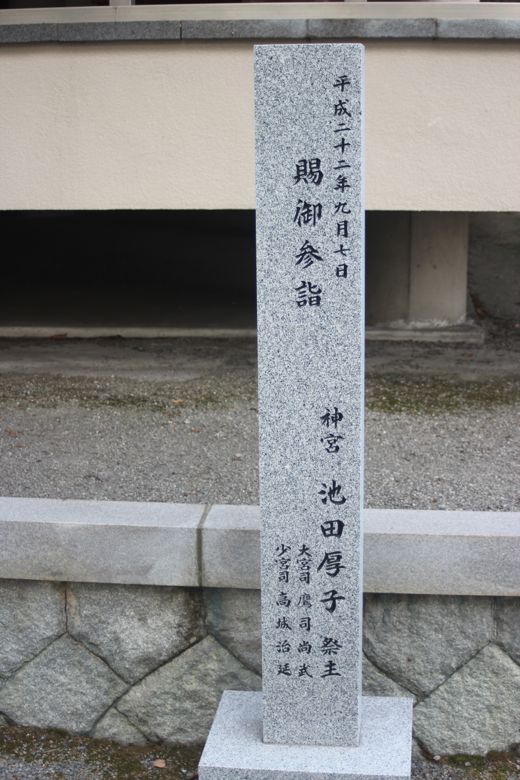 平成二十二年九月七日
賜御参詣
神宮 池田厚子 祭主
大宮司 鷹司尚武
少宮司 高城治延